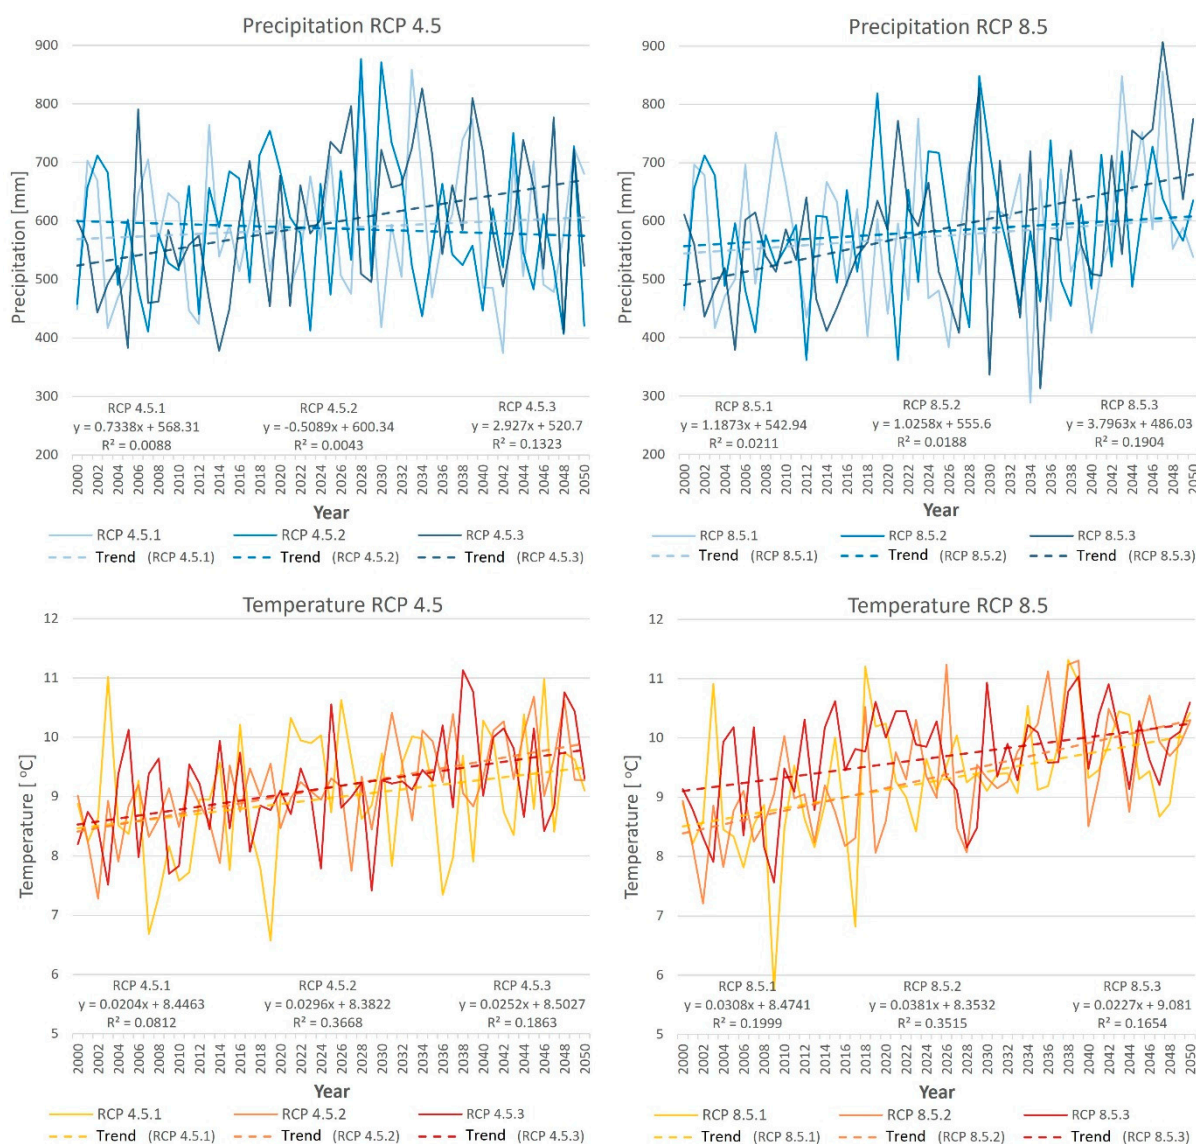 Precipitation RCP 4.5
Precipitation [mm]
900
800
700
600
500
400
300
200
RCP 4.5.1
y = 0.7338x + 568.31
R² = 0.0088
RCP 4.5.2
y = -0.5089x + 600.34
R² = 0.0043
RCP 4.5.3
y = 2.927x + 520.7
R² = 0.1323
2000 2002 2004 2006 2008 2010 2012 2014 2016 2018 2020 2022 2024 2026 2028 2030 2032 2034 2036 2038 2040 2042 2044 2046 2048 2050
Year
RCP 4.5.1 RCP 4.5.2 RCP 4.5.3
Trend (RCP 4.5.1) Trend (RCP 4.5.2) Trend (RCP 4.5.3)
Precipitation RCP 8.5
Precipitation [mm]
900
800
700
600
500
400
300
200
RCP 8.5.1
y = 1.1873x + 542.94
R² = 0.0211
RCP 8.5.2
y = 1.0258x + 555.6
R² = 0.0188
RCP 8.5.3
y = 3.7963x + 486.03
R² = 0.1904
2000 2002 2004 2006 2008 2010 2012 2014 2016 2018 2020 2022 2024 2026 2028 2030 2032 2034 2036 2038 2040 2042 2044 2046 2048 2050
Year
RCP 8.5.1 RCP 8.5.2 RCP 8.5.3
Trend (RCP 8.5.1) Trend (RCP 8.5.2) Trend (RCP 8.5.3)
Temperature RCP 4.5
Temperature [ °C]
12
11
10
9
8
7
6
5
RCP 4.5.1
y = 0.0204x + 8.4463
R² = 0.0812
RCP 4.5.2
y = 0.0296x + 8.3822
R² = 0.3668
RCP 4.5.3
y = 0.0252x + 8.5027
R² = 0.1863
2000 2002 2004 2006 2008 2010 2012 2014 2016 2018 2020 2022 2024 2026 2028 2030 2032 2034 2036 2038 2040 2042 2044 2046 2048 2050
Year
RCP 4.5.1 RCP 4.5.2 RCP 4.5.3
Trend (RCP 4.5.1) Trend (RCP 4.5.2) Trend (RCP 4.5.3)
Temperature RCP 8.5
Temperature [ °C]
12
11
10
9
8
7
6
5
RCP 8.5.1
y = 0.0308x + 8.4741
R² = 0.1999
RCP 8.5.2
y = 0.0381x + 8.3532
R² = 0.3515
RCP 8.5.3
y = 0.0227x + 9.081
R² = 0.1654
2000 2002 2004 2006 2008 2010 2012 2014 2016 2018 2020 2022 2024 2026 2028 2030 2032 2034 2036 2038 2040 2042 2044 2046 2048 2050
Year
RCP 8.5.1 RCP 8.5.2 RCP 8.5.3
Trend (RCP 8.5.1) Trend (RCP 8.5.2) Trend (RCP 8.5.3)